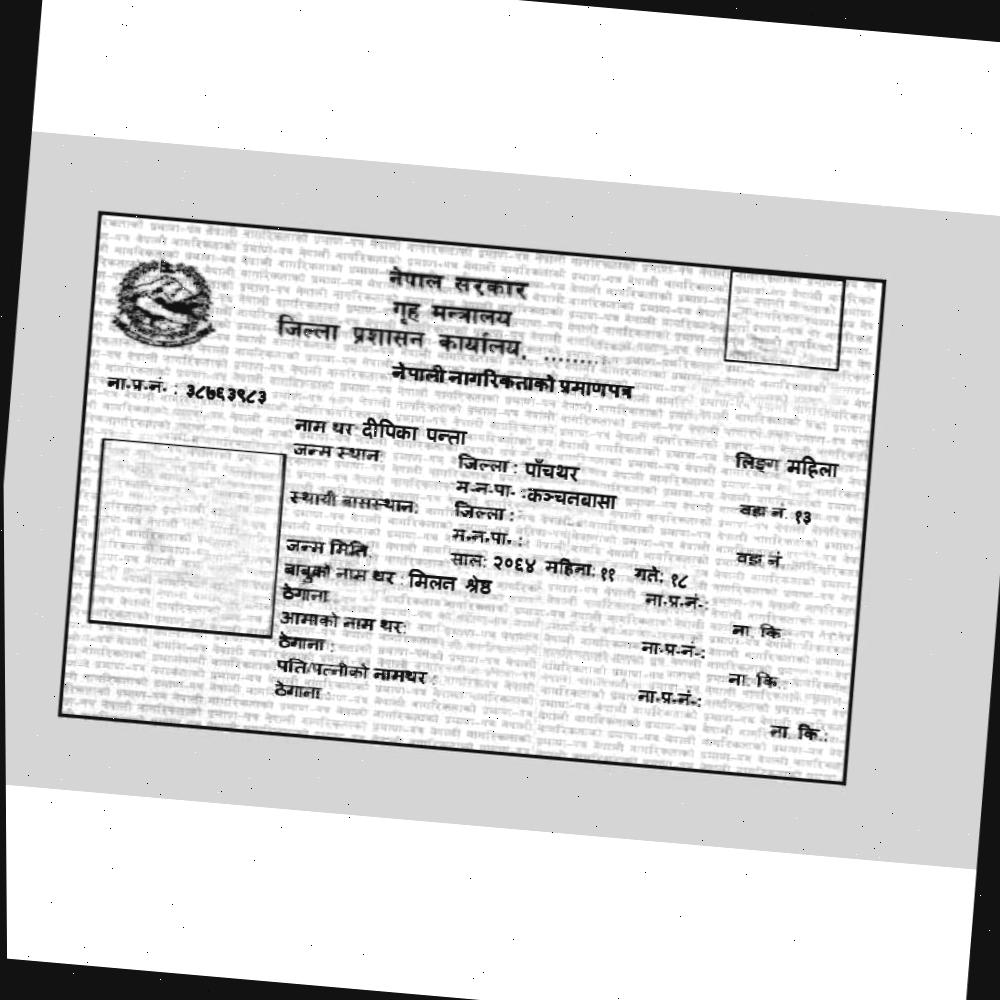 नेपाल सरकार
गृह मन्त्रालय
जिल्ला प्रशासन कार्यालय, .........
नेपाली नागरिकताको प्रमाणपत्र
ना.प्र.नं. : ३८७६३९८३
नाम थर दीपिका पन्ता
लिङ्ग महिला
जन्म स्थान जिल्ला : पाँचथर
म.न.पा. : कञ्चनबासा वडा नं. १३
स्थायी बासस्थान: जिल्ला :
म.न.पा. : वडा नं.
जन्म मिति: साल: २०६४ महिना: ११ गते: १८
बाबुको नाम थर : मिलत श्रेष्ठ ना.प्र.नं.:
ठेगाना ना. कि
आमाको नाम थर: ना.प्र.नं.:
ठेगाना : ना. कि.
पति/पत्नीको नामथर : ना.प्र.नं.:
ठेगाना : ना. कि.: